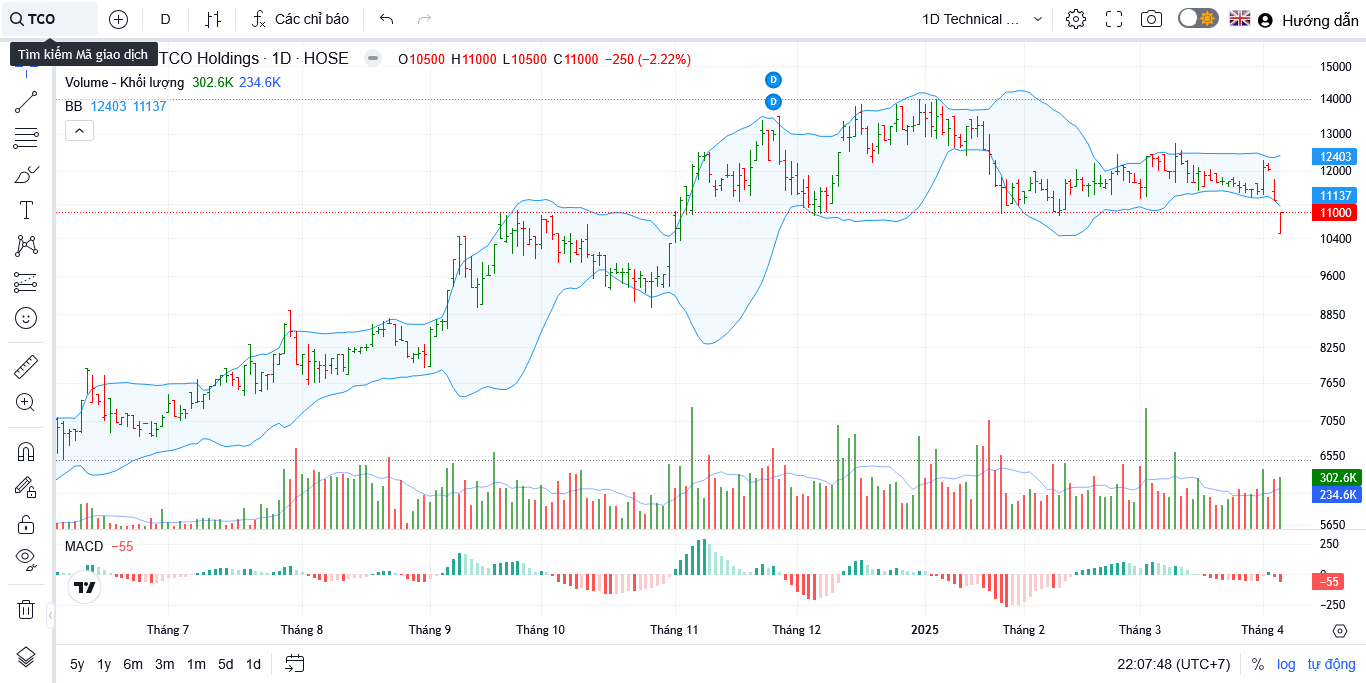 TCO D Các chỉ báo 1D Technical ... Hướng dẫn
Tìm kiếm Mã giao dịch
TCO Holdings · 1D · HOSE O10500 H11000 L10500 C11000 −250 (−2.22%)
Volume - Khối lượng 302.6K 234.6K
BB 12403 11137
D
D
15000
14000
13000
12403
12000
11137
11000
10400
9600
8850
8250
7650
7050
6550
302.6K
234.6K
5650
MACD −55
250
0
−55
−250
Tháng 7 Tháng 8 Tháng 9 Tháng 10 Tháng 11 Tháng 12 2025 Tháng 2 Tháng 3 Tháng 4
5y 1y 6m 3m 1m 5d 1d 22:07:48 (UTC+7) % log tự động